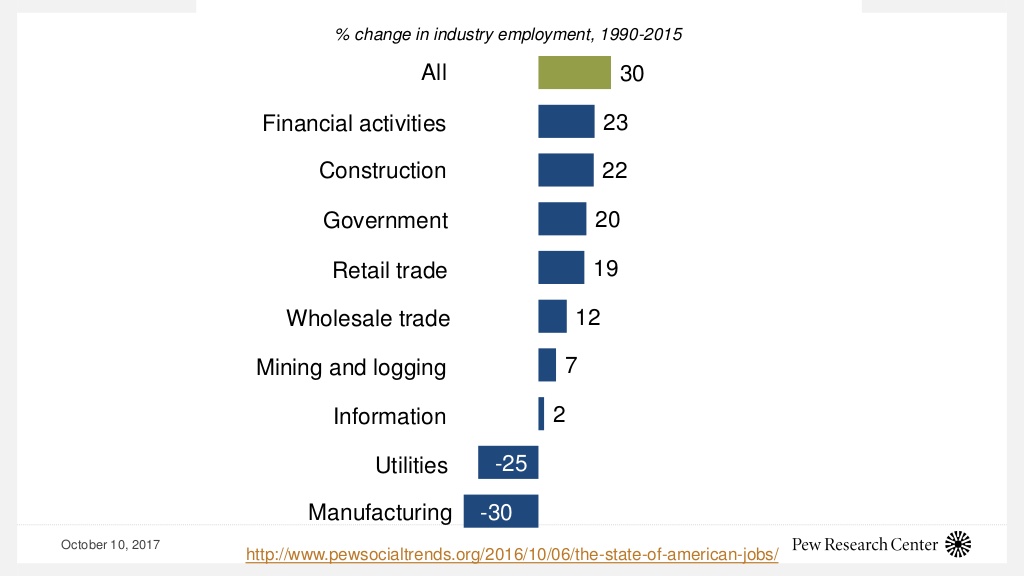 % change in industry employment, 1990-2015
All 30
Financial activities 23
Construction 22
Government 20
Retail trade 19
Wholesale trade 12
Mining and logging 7
Information 2
Utilities -25
Manufacturing -30
October 10, 2017
http://www.pewsocialtrends.org/2016/10/06/the-state-of-american-jobs/
Pew Research Center